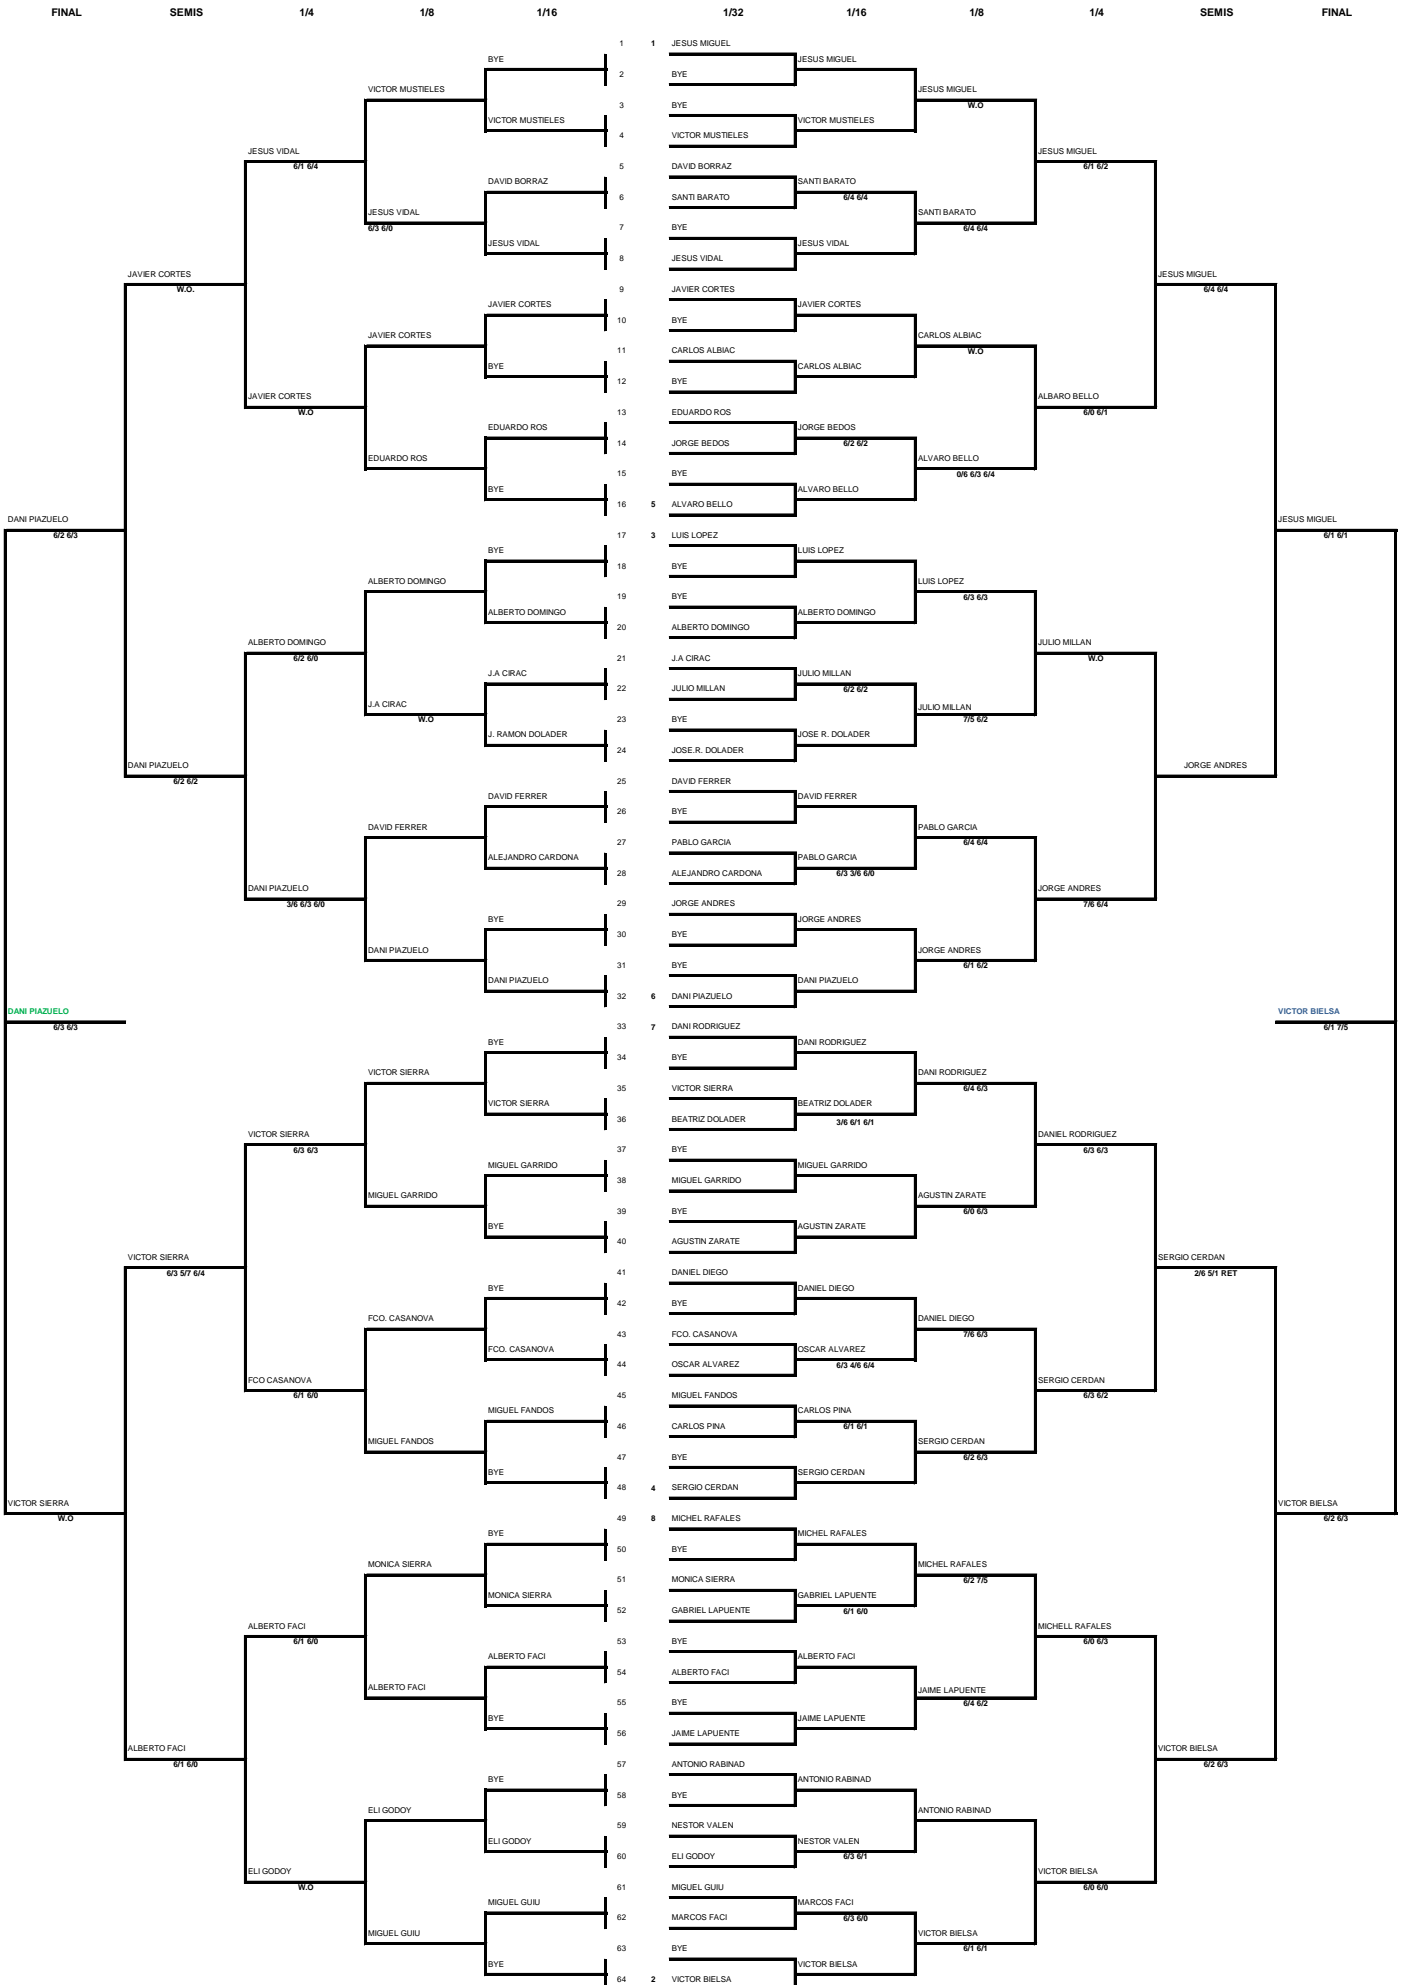 FINAL SEMIS 1/4 1/8 1/16 1/32 1/16 1/8 1/4 SEMIS FINAL
1 1 JESUS MIGUEL
BYE JESUS MIGUEL
2 BYE
VICTOR MUSTIELES JESUS MIGUEL
W.O
3 BYE
VICTOR MUSTIELES VICTOR MUSTIELES
4 VICTOR MUSTIELES
JESUS VIDAL JESUS MIGUEL
6/1 6/4 5 DAVID BORRAZ 6/1 6/2
DAVID BORRAZ SANTI BARATO
6 SANTI BARATO 6/4 6/4
JESUS VIDAL SANTI BARATO
6/3 6/0 7 BYE 6/4 6/4
JESUS VIDAL JESUS VIDAL
8 JESUS VIDAL
JAVIER CORTES JESUS MIGUEL
W.O. 9 JAVIER CORTES 6/4 6/4
JAVIER CORTES JAVIER CORTES
10 BYE
JAVIER CORTES CARLOS ALBIAC
11 CARLOS ALBIAC W.O
BYE CARLOS ALBIAC
12 BYE
JAVIER CORTES ALBARO BELLO
W.O 13 EDUARDO ROS 6/0 6/1
EDUARDO ROS JORGE BEDOS
14 JORGE BEDOS 6/2 6/2
EDUARDO ROS ALVARO BELLO
15 BYE 0/6 6/3 6/4
BYE ALVARO BELLO
16 5 ALVARO BELLO
DANI PIAZUELO JESUS MIGUEL
6/2 6/3 17 3 LUIS LOPEZ 6/1 6/1
BYE LUIS LOPEZ
18 BYE
ALBERTO DOMINGO LUIS LOPEZ
19 BYE 6/3 6/3
ALBERTO DOMINGO ALBERTO DOMINGO
20 ALBERTO DOMINGO
ALBERTO DOMINGO JULIO MILLAN
6/2 6/0 21 J.A CIRAC W.O
J.A CIRAC JULIO MILLAN
22 JULIO MILLAN 6/2 6/2
J.A CIRAC JULIO MILLAN
W.O 23 BYE 7/5 6/2
J. RAMON DOLADER JOSE R. DOLADER
24 JOSE.R. DOLADER
DANI PIAZUELO JORGE ANDRES
6/2 6/2 25 DAVID FERRER
DAVID FERRER DAVID FERRER
26 BYE
DAVID FERRER PABLO GARCIA
27 PABLO GARCIA 6/4 6/4
ALEJANDRO CARDONA PABLO GARCIA
28 ALEJANDRO CARDONA 6/3 3/6 6/0
DANI PIAZUELO JORGE ANDRES
3/6 6/3 6/0 29 JORGE ANDRES 7/6 6/4
BYE JORGE ANDRES
30 BYE
DANI PIAZUELO JORGE ANDRES
31 BYE 6/1 6/2
DANI PIAZUELO DANI PIAZUELO
32 6 DANI PIAZUELO
DANI PIAZUELO VICTOR BIELSA
6/3 6/3 33 7 DANI RODRIGUEZ 6/1 7/5
BYE DANI RODRIGUEZ
34 BYE
VICTOR SIERRA DANI RODRIGUEZ
35 VICTOR SIERRA 6/4 6/3
VICTOR SIERRA BEATRIZ DOLADER
36 BEATRIZ DOLADER 3/6 6/1 6/1
VICTOR SIERRA DANIEL RODRIGUEZ
6/3 6/3 37 BYE 6/3 6/3
MIGUEL GARRIDO MIGUEL GARRIDO
38 MIGUEL GARRIDO
MIGUEL GARRIDO AGUSTIN ZARATE
39 BYE 6/0 6/3
BYE AGUSTIN ZARATE
40 AGUSTIN ZARATE
VICTOR SIERRA SERGIO CERDAN
6/3 5/7 6/4 41 DANIEL DIEGO 2/6 5/1 RET
BYE DANIEL DIEGO
42 BYE
FCO. CASANOVA DANIEL DIEGO
43 FCO. CASANOVA 7/6 6/3
FCO. CASANOVA OSCAR ALVAREZ
44 OSCAR ALVAREZ 6/3 4/6 6/4
FCO CASANOVA SERGIO CERDAN
6/1 6/0 45 MIGUEL FANDOS 6/3 6/2
MIGUEL FANDOS CARLOS PINA
46 CARLOS PINA 6/1 6/1
MIGUEL FANDOS SERGIO CERDAN
47 BYE 6/2 6/3
BYE SERGIO CERDAN
48 4 SERGIO CERDAN
VICTOR SIERRA VICTOR BIELSA
W.O 49 8 MICHEL RAFALES 6/2 6/3
BYE MICHEL RAFALES
50 BYE
MONICA SIERRA MICHEL RAFALES
51 MONICA SIERRA 6/2 7/5
MONICA SIERRA GABRIEL LAPUENTE
52 GABRIEL LAPUENTE 6/1 6/0
ALBERTO FACI MICHELL RAFALES
6/1 6/0 53 BYE 6/0 6/3
ALBERTO FACI ALBERTO FACI
54 ALBERTO FACI
ALBERTO FACI JAIME LAPUENTE
55 BYE 6/4 6/2
BYE JAIME LAPUENTE
56 JAIME LAPUENTE
ALBERTO FACI VICTOR BIELSA
6/1 6/0 57 ANTONIO RABINAD 6/2 6/3
BYE ANTONIO RABINAD
58 BYE
ELI GODOY ANTONIO RABINAD
59 NESTOR VALEN
ELI GODOY NESTOR VALEN
60 ELI GODOY 6/3 6/1
ELI GODOY VICTOR BIELSA
W.O 61 MIGUEL GUIU 6/0 6/0
MIGUEL GUIU MARCOS FACI
62 MARCOS FACI 6/3 6/0
MIGUEL GUIU VICTOR BIELSA
63 BYE 6/1 6/1
BYE VICTOR BIELSA
64 2 VICTOR BIELSA